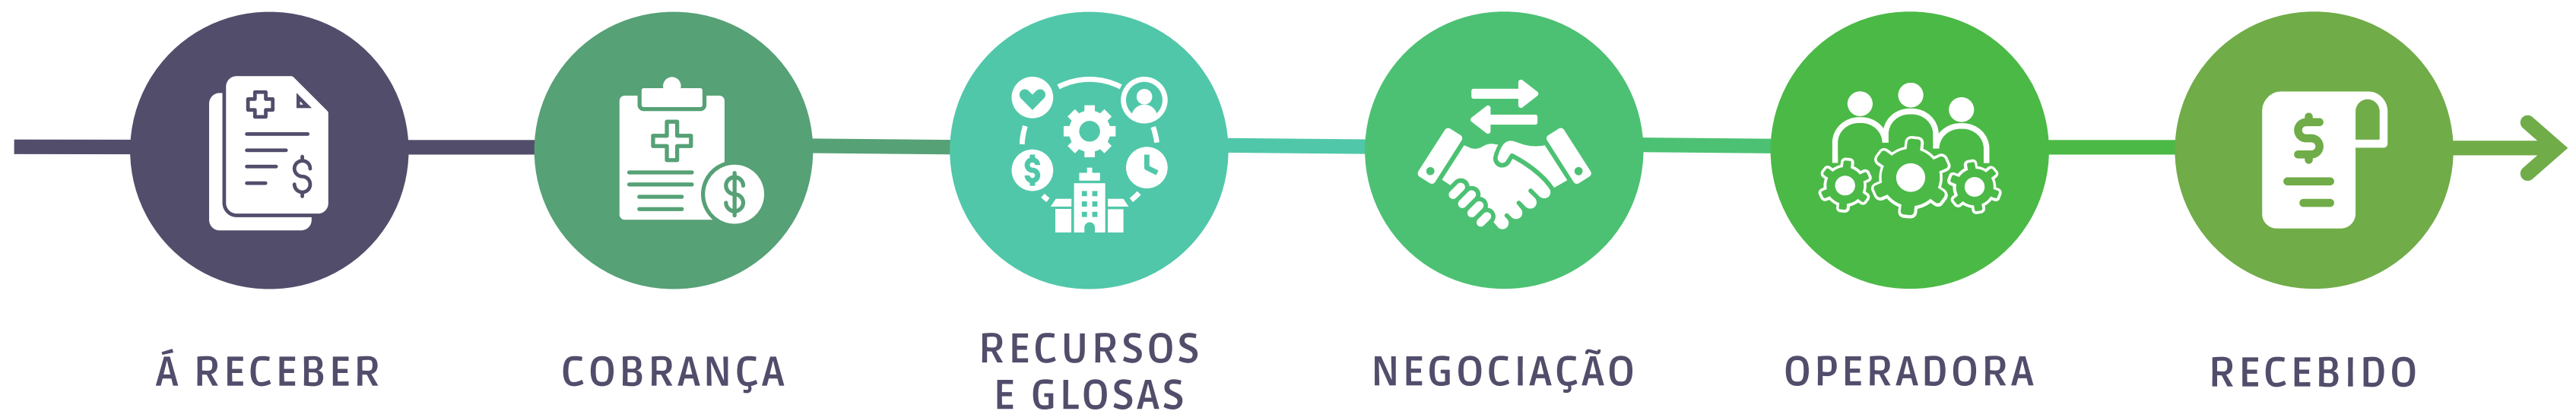 Á RECEBER
COBRANÇA
RECURSOS
E GLOSAS
NEGOCIAÇÃO
OPERADORA
RECEBIDO